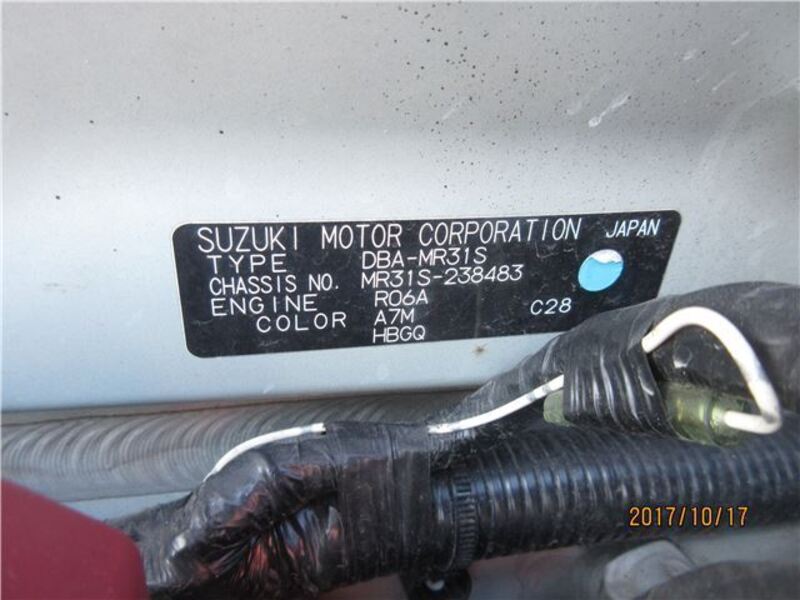 SUZUKI MOTOR CORPORATION JAPAN
TYPE DBA-MR31S
CHASSIS NO. MR31S-238483
ENGINE R06A C28
COLOR A7M
HBGQ
2017/10/17